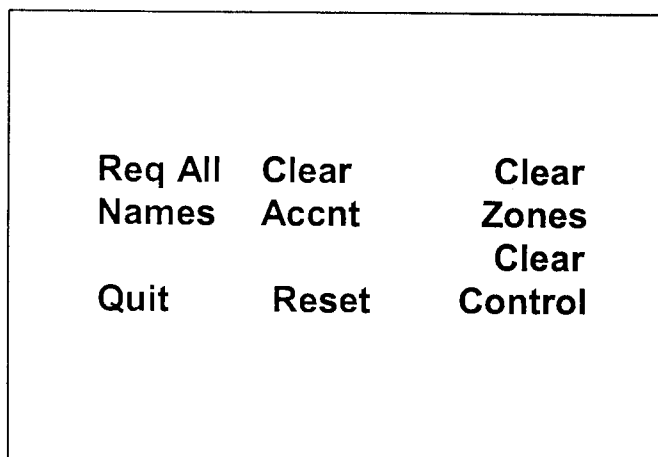 Req All Clear Clear
Names Accnt Zones
Clear
Quit Reset Control